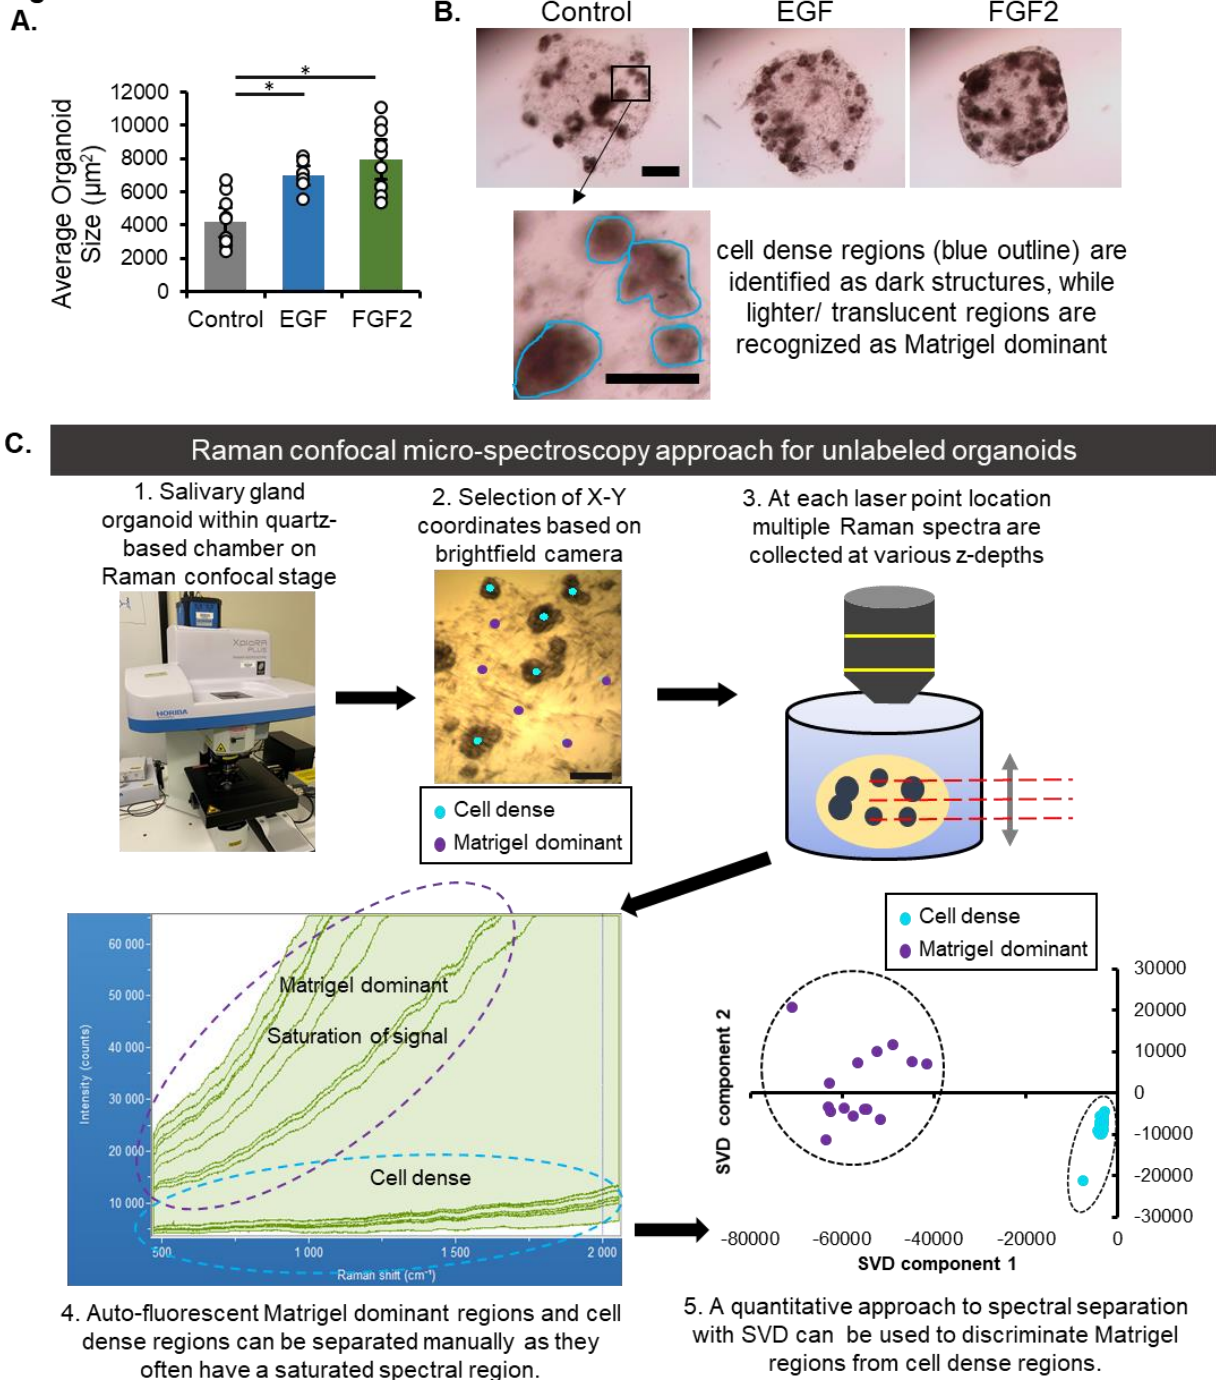 A.
*
*
12000
10000
8000
6000
4000
2000
0
Average Organoid
Size (µm²)
Control EGF FGF2
B.
Control EGF FGF2
cell dense regions (blue outline) are
identified as dark structures, while
lighter/ translucent regions are
recognized as Matrigel dominant
C.
Raman confocal micro-spectroscopy approach for unlabeled organoids
1. Salivary gland
organoid within quartz-
based chamber on
Raman confocal stage
XploRA
PLUS
HORIBA
2. Selection of X-Y
coordinates based on
brightfield camera
Cell dense
Matrigel dominant
3. At each laser point location
multiple Raman spectra are
collected at various z-depths
60 000
50 000
40 000
30 000
20 000
10 000
Intensity (counts)
Matrigel dominant
Saturation of signal
Cell dense
500 1 000 1 500 2 000
Raman shift (cm⁻¹)
4. Auto-fluorescent Matrigel dominant regions and cell
dense regions can be separated manually as they
often have a saturated spectral region.
Cell dense
Matrigel dominant
30000
20000
10000
0
-10000
-20000
-30000
SVD component 2
-80000 -60000 -40000 -20000 0
SVD component 1
5. A quantitative approach to spectral separation
with SVD can be used to discriminate Matrigel
regions from cell dense regions.